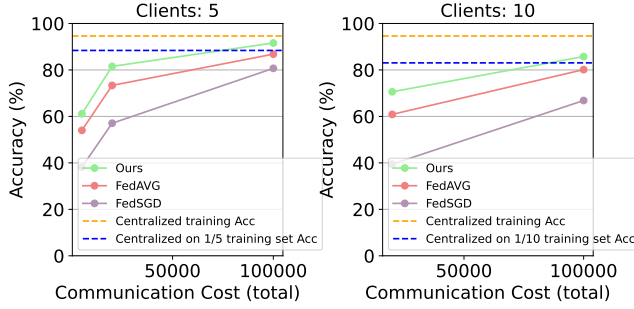 Clients: 5
100
80
60
40
20
0
Accuracy (%)
Ours
FedAVG
FedSGD
Centralized training Acc
Centralized on 1/5 training set Acc
50000
100000
Communication Cost (total)
Clients: 10
100
80
60
40
20
0
Accuracy (%)
Ours
FedAVG
FedSGD
Centralized training Acc
Centralized on 1/10 training set Acc
50000
100000
Communication Cost (total)